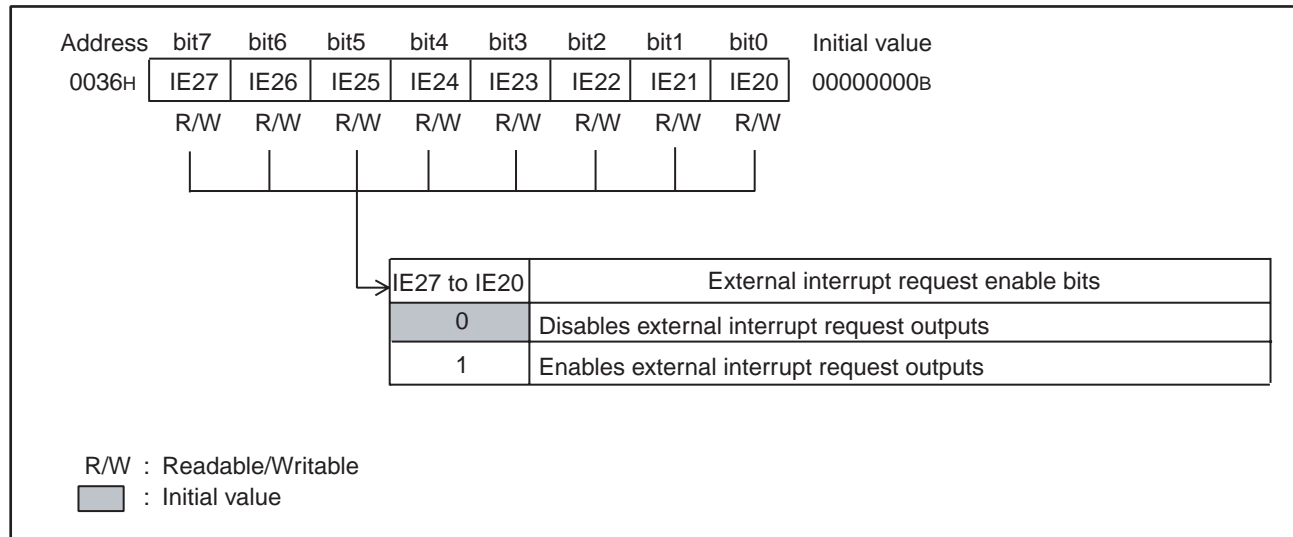 Address bit7 bit6 bit5 bit4 bit3 bit2 bit1 bit0 Initial value
0036H IE27 IE26 IE25 IE24 IE23 IE22 IE21 IE20 00000000B
R/W R/W R/W R/W R/W R/W R/W R/W
IE27 to IE20 External interrupt request enable bits
0 Disables external interrupt request outputs
1 Enables external interrupt request outputs
R/W : Readable/Writable
: Initial value